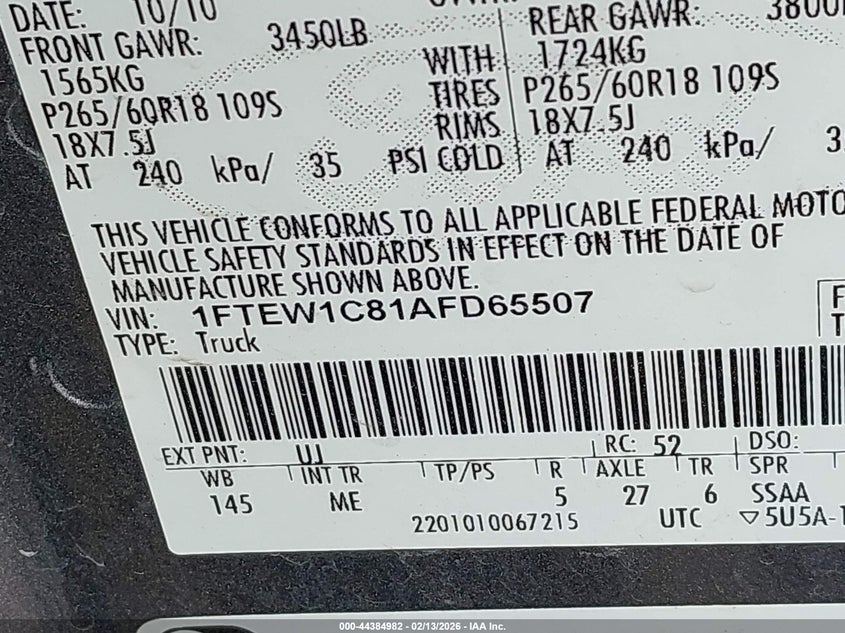 DATE: 10/10
FRONT GAWR: 3450LB WITH REAR GAWR:
1565KG TIRES 1724KG
P265/60R18 109S RIMS P265/60R18 109S
18X7.5J PSI COLD 18X7.5J
AT 240 kPa/ 35 AT 240 kPa/
THIS VEHICLE CONFORMS TO ALL APPLICABLE FEDERAL MOTO
VEHICLE SAFETY STANDARDS IN EFFECT ON THE DATE OF
MANUFACTURE SHOWN ABOVE.
VIN: 1FTEW1C81AFD65507
TYPE: Truck
EXT PNT: UJ RC: 52 DSO:
WB INT TR TP/PS R AXLE TR SPR
145 ME 5 27 6 SSAA
2201010067215 UTC ▽5U5A-1
000-44384982 - 02/13/2026 - IAA Inc.